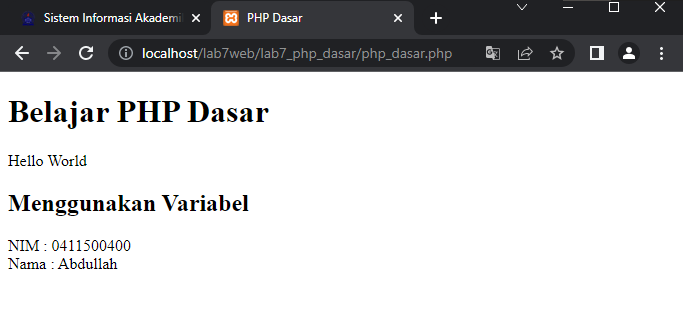 Sistem Informasi Akademi
PHP Dasar
localhost/lab7web/lab7_php_dasar/php_dasar.php
Belajar PHP Dasar
Hello World
Menggunakan Variabel
NIM : 0411500400
Nama : Abdullah